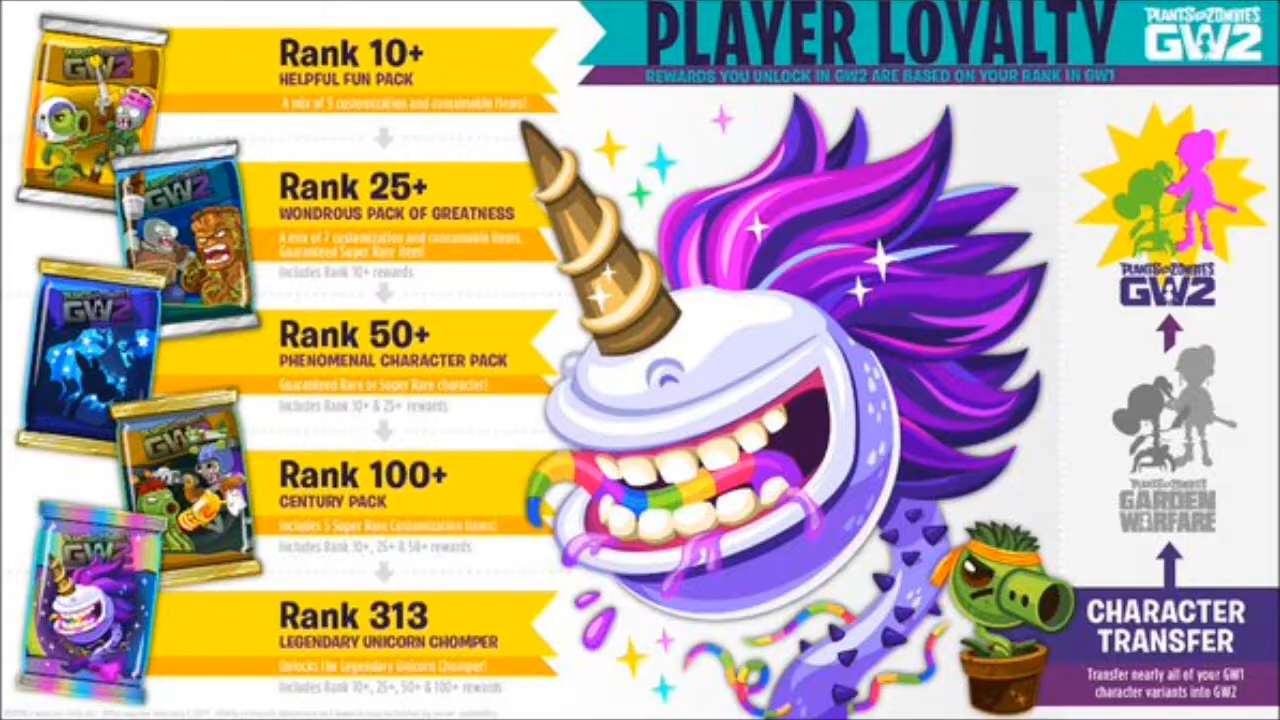 PLAYER LOYALTY
PLANTS VS ZOMBIES
GW2
REWARDS YOU UNLOCK IN GW2 ARE BASED ON YOUR RANK IN GW1
Rank 10+
HELPFUL FUN PACK
A mix of 5 customization and consumable items!
Rank 25+
WONDROUS PACK OF GREATNESS
A mix of 7 customization and consumable items.
Guaranteed Super Rare item!
Includes Rank 10+ rewards
Rank 50+
PHENOMENAL CHARACTER PACK
Guaranteed Rare or Super Rare character!
Includes Rank 10+ & 25+ rewards
Rank 100+
CENTURY PACK
Includes 5 Super Rare Customization Items!
Includes Rank 10+, 25+ & 50+ rewards
Rank 313
LEGENDARY UNICORN CHOMPER
Unlocks the Legendary Unicorn Chomper!
Includes Rank 10+, 25+, 50+ & 100+ rewards
GW2
GW2
GW2
GW2
GW2
PLANTS VS ZOMBIES
GW2
PLANTS VS ZOMBIES
GARDEN
WARFARE
CHARACTER
TRANSFER
Transfer nearly all of your GW1
character variants into GW2